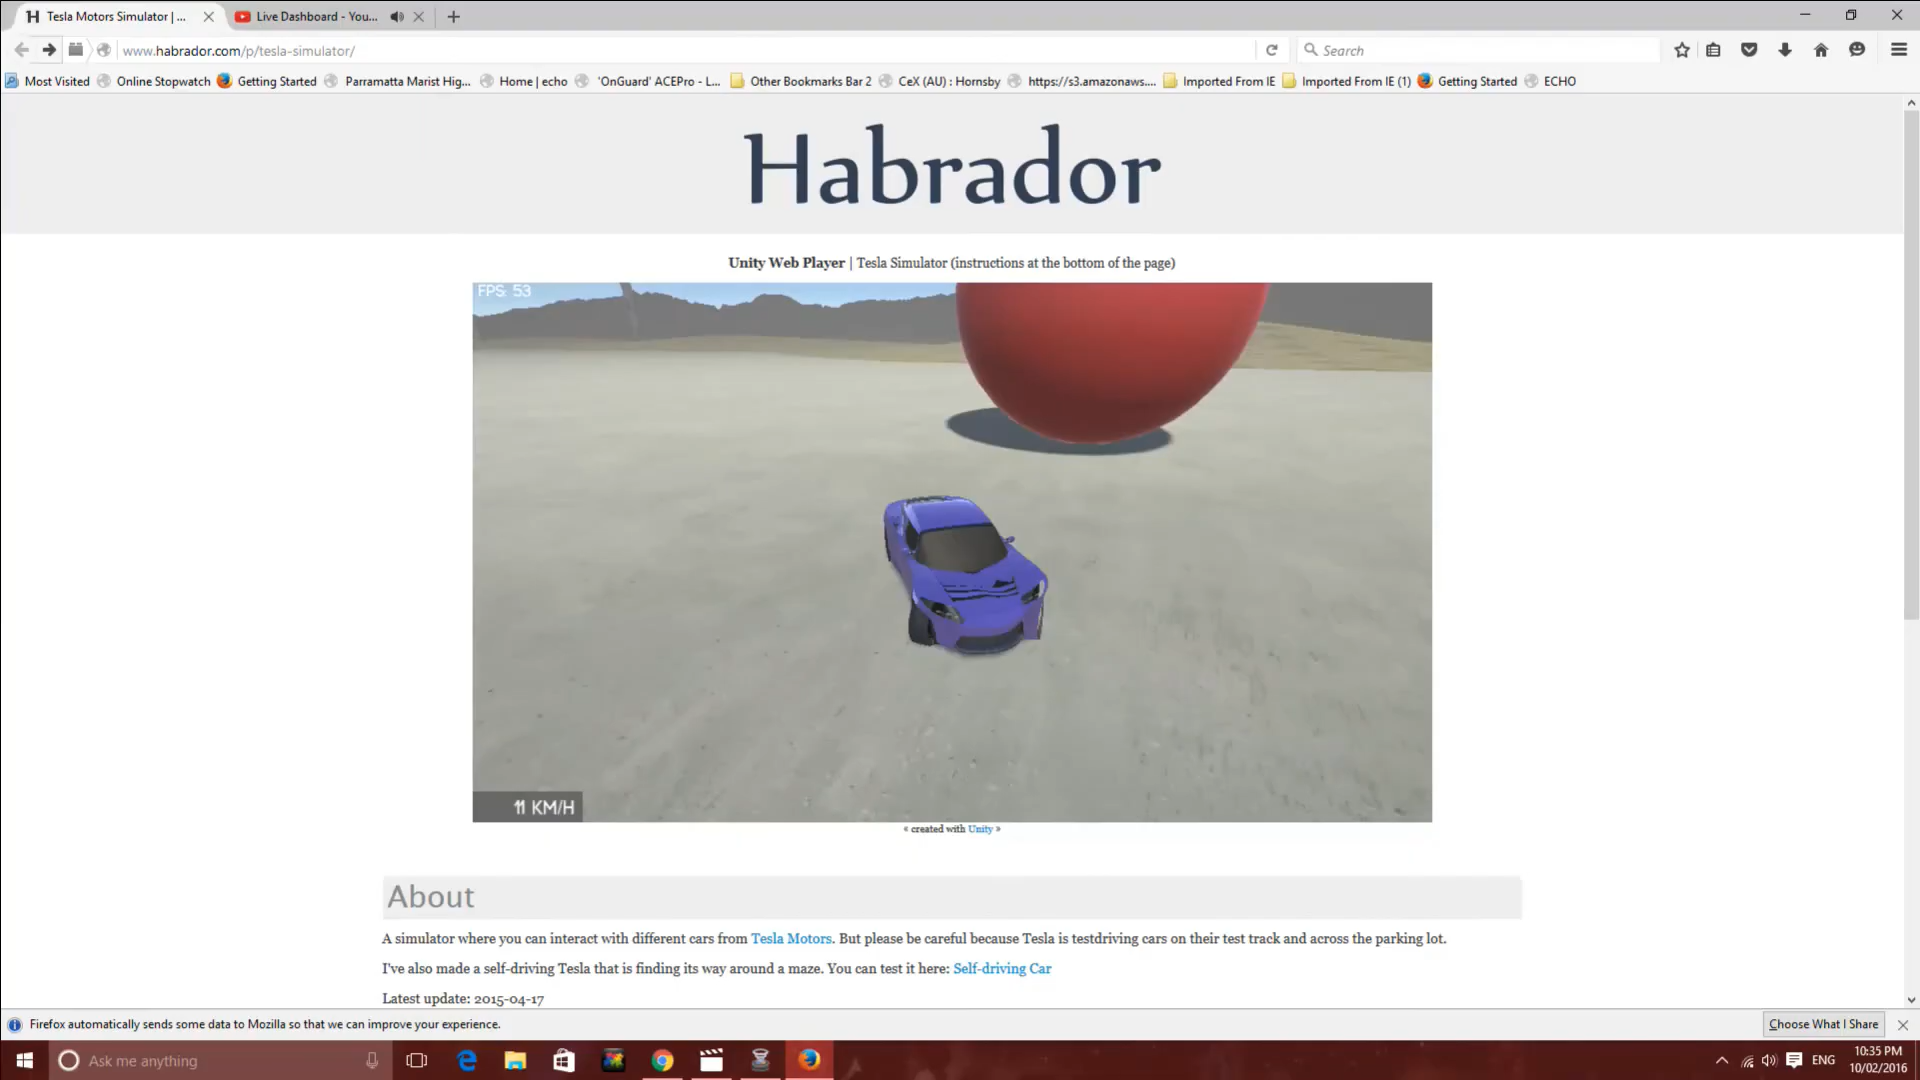 Tesla Motors Simulator | ...
Live Dashboard - You...
www.habrador.com/p/tesla-simulator/
Search
Most Visited
Online Stopwatch
Getting Started
Parramatta Marist Hig...
Home | echo
'OnGuard' ACEPro - L...
Other Bookmarks Bar 2
CeX (AU) : Hornsby
https://s3.amazonaws....
Imported From IE
Imported From IE (1)
Getting Started
ECHO
Habrador
Unity Web Player | Tesla Simulator (instructions at the bottom of the page)
FPS: 53
11 KM/H
« created with Unity »
About
A simulator where you can interact with different cars from Tesla Motors. But please be careful because Tesla is testdriving cars on their test track and across the parking lot.
I've also made a self-driving Tesla that is finding its way around a maze. You can test it here: Self-driving Car
Latest update: 2015-04-17
Firefox automatically sends some data to Mozilla so that we can improve your experience.
Choose What I Share
Ask me anything
ENG
10:35 PM
10/02/2016